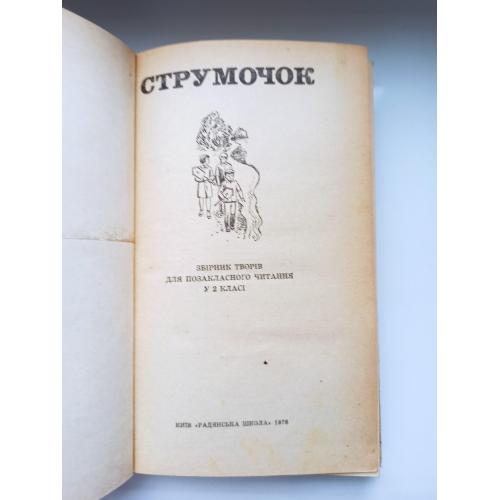 СТРУМОЧОК
ЗБІРНИК ТВОРІВ
ДЛЯ ПОЗАКЛАСНОГО ЧИТАННЯ
У 2 КЛАСІ
КИЇВ «РАДЯНСЬКА ШКОЛА» 1978